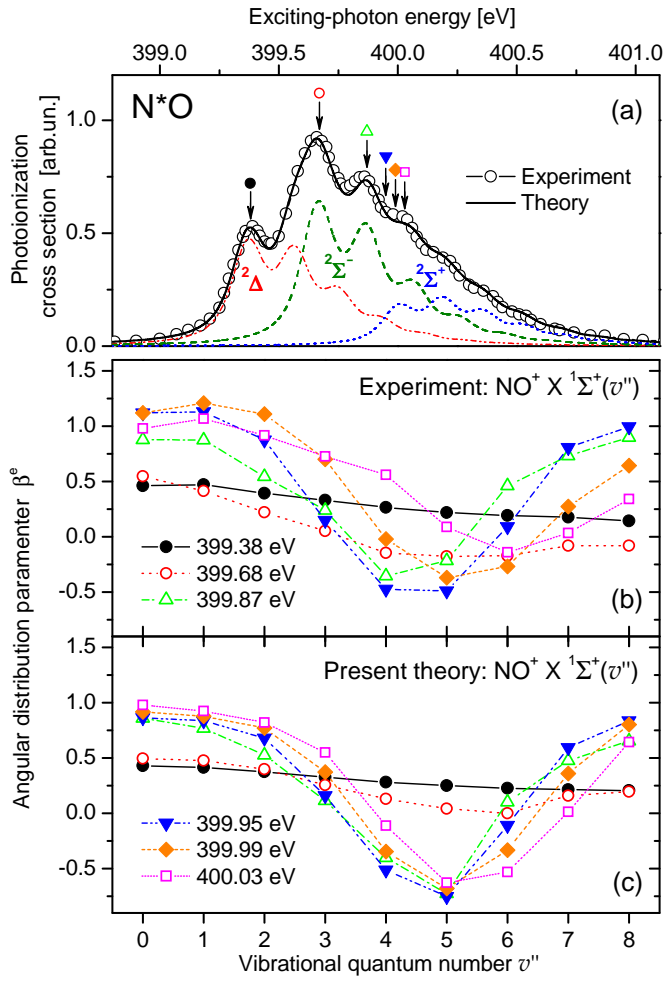 Exciting-photon energy [eV]
399.0 399.5 400.0 400.5 401.0
N*O
(a)
Photoionization
cross section [arb.un.]
1.0
0.5
0.0
Experiment
Theory
²Δ
²Σ⁻
²Σ⁺
Angular distribution paramenter βᵉ
1.5
1.0
0.5
0.0
-0.5
Experiment: NO⁺ X ¹Σ⁺(v")
399.38 eV
399.68 eV
399.87 eV
(b)
1.5
1.0
0.5
0.0
-0.5
Present theory: NO⁺ X ¹Σ⁺(v")
399.95 eV
399.99 eV
400.03 eV
(c)
0 1 2 3 4 5 6 7 8
Vibrational quantum number v"